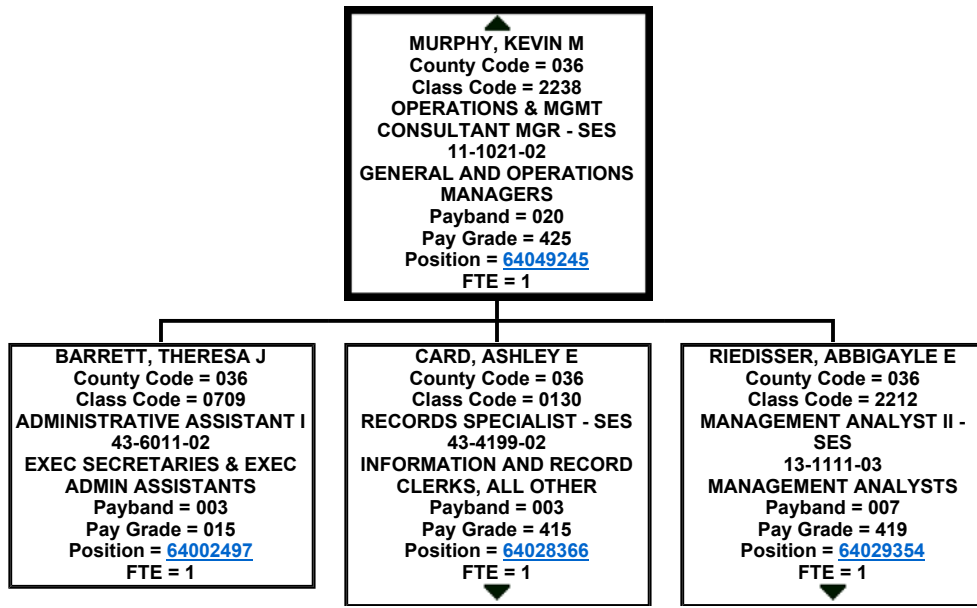 MURPHY, KEVIN M
County Code = 036
Class Code = 2238
OPERATIONS & MGMT
CONSULTANT MGR - SES
11-1021-02
GENERAL AND OPERATIONS
MANAGERS
Payband = 020
Pay Grade = 425
Position = 64049245
FTE = 1
BARRETT, THERESA J
County Code = 036
Class Code = 0709
ADMINISTRATIVE ASSISTANT I
43-6011-02
EXEC SECRETARIES & EXEC
ADMIN ASSISTANTS
Payband = 003
Pay Grade = 015
Position = 64002497
FTE = 1
CARD, ASHLEY E
County Code = 036
Class Code = 0130
RECORDS SPECIALIST - SES
43-4199-02
INFORMATION AND RECORD
CLERKS, ALL OTHER
Payband = 003
Pay Grade = 415
Position = 64028366
FTE = 1
RIEDISSER, ABBIGAYLE E
County Code = 036
Class Code = 2212
MANAGEMENT ANALYST II -
SES
13-1111-03
MANAGEMENT ANALYSTS
Payband = 007
Pay Grade = 419
Position = 64029354
FTE = 1